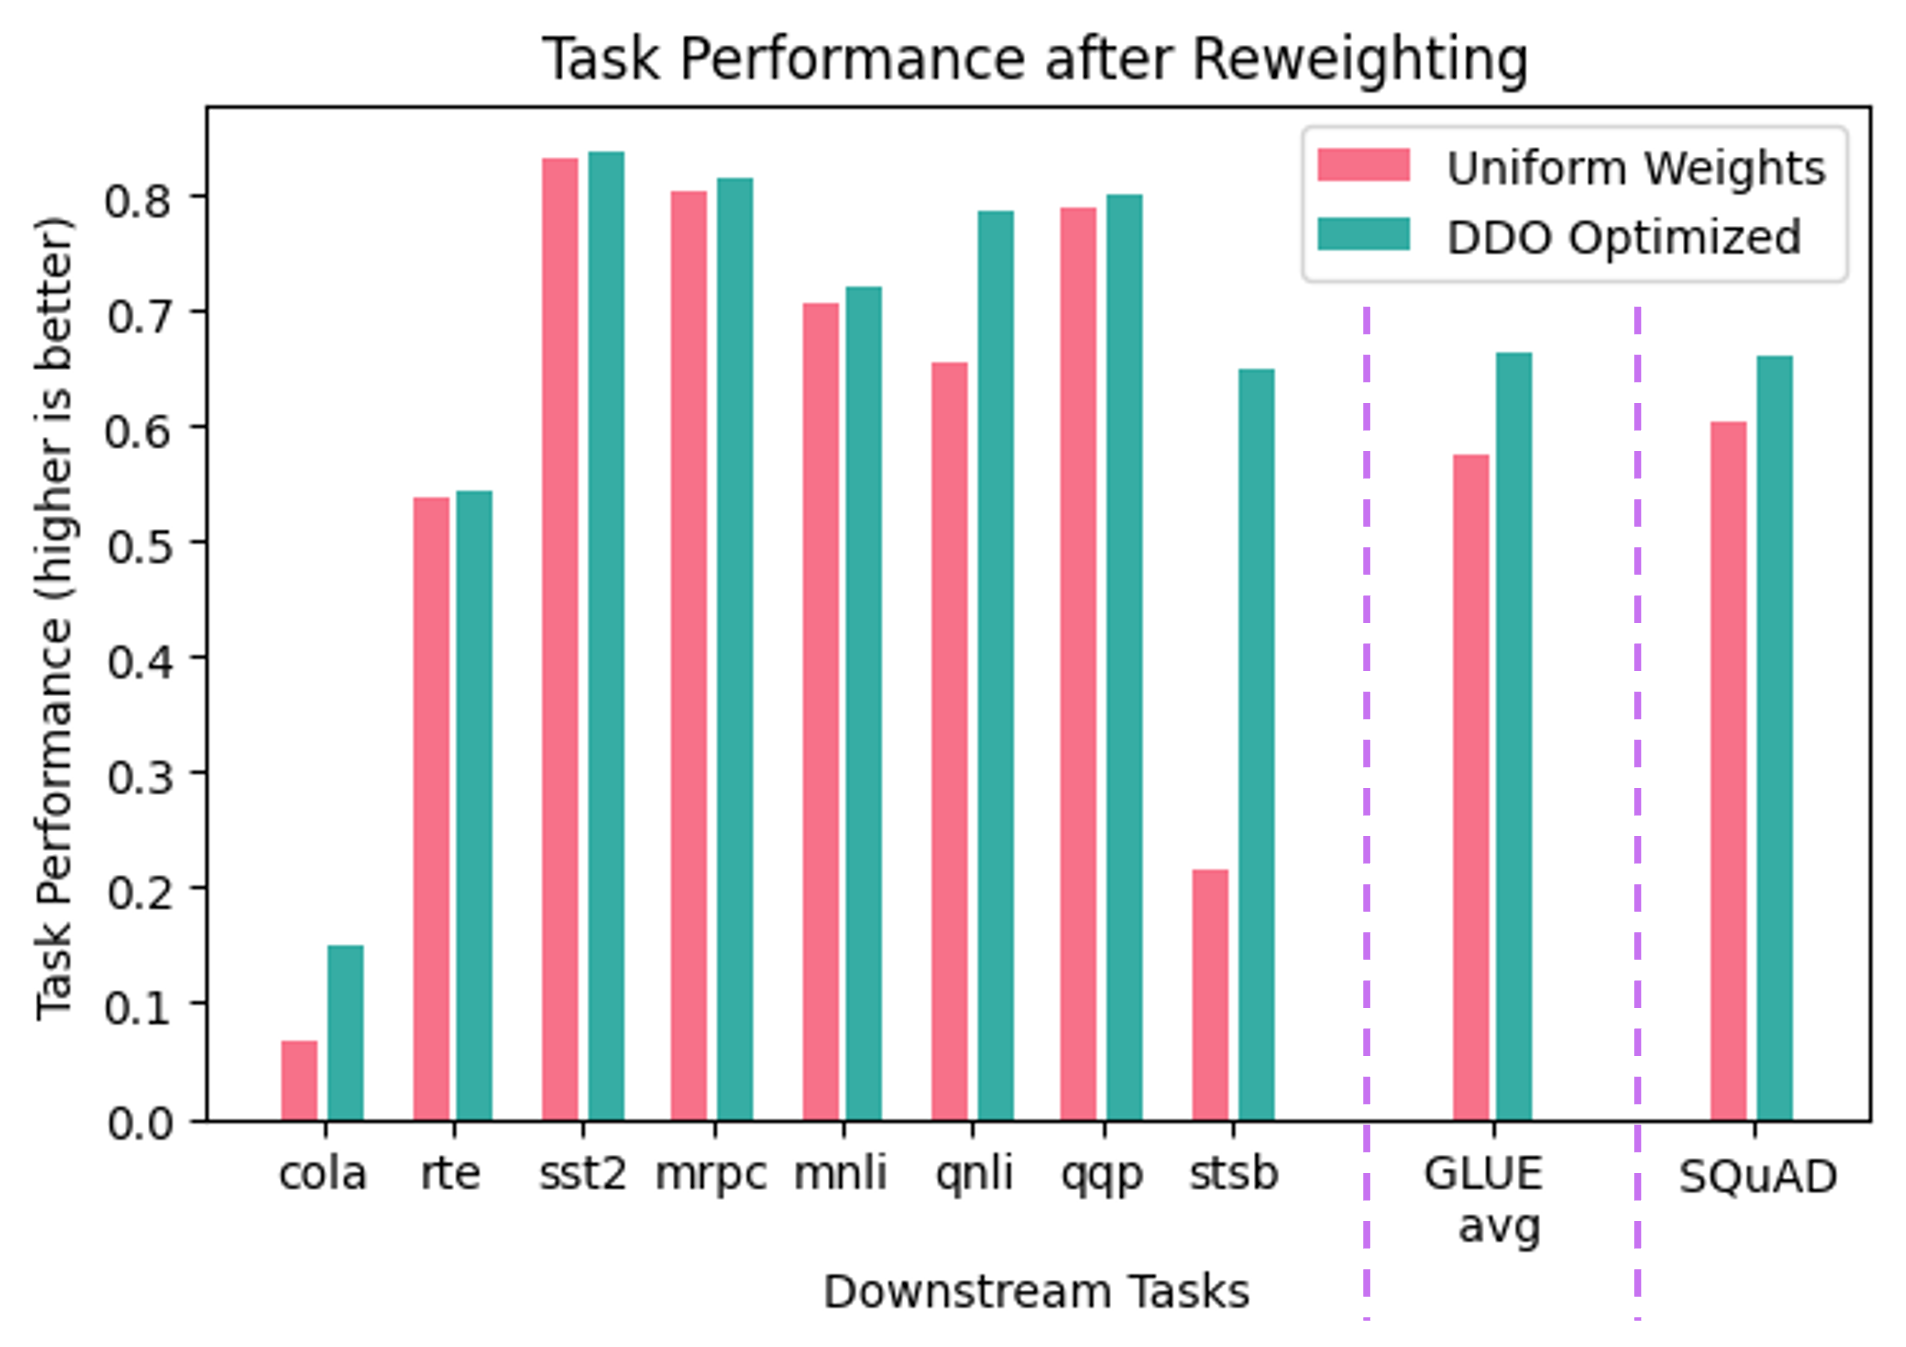 Task Performance after Reweighting
Uniform Weights
DDO Optimized
Task Performance (higher is better)
0.8
0.7
0.6
0.5
0.4
0.3
0.2
0.1
0.0
cola rte sst2 mrpc mnli qnli qqp stsb GLUE avg SQuAD
Downstream Tasks